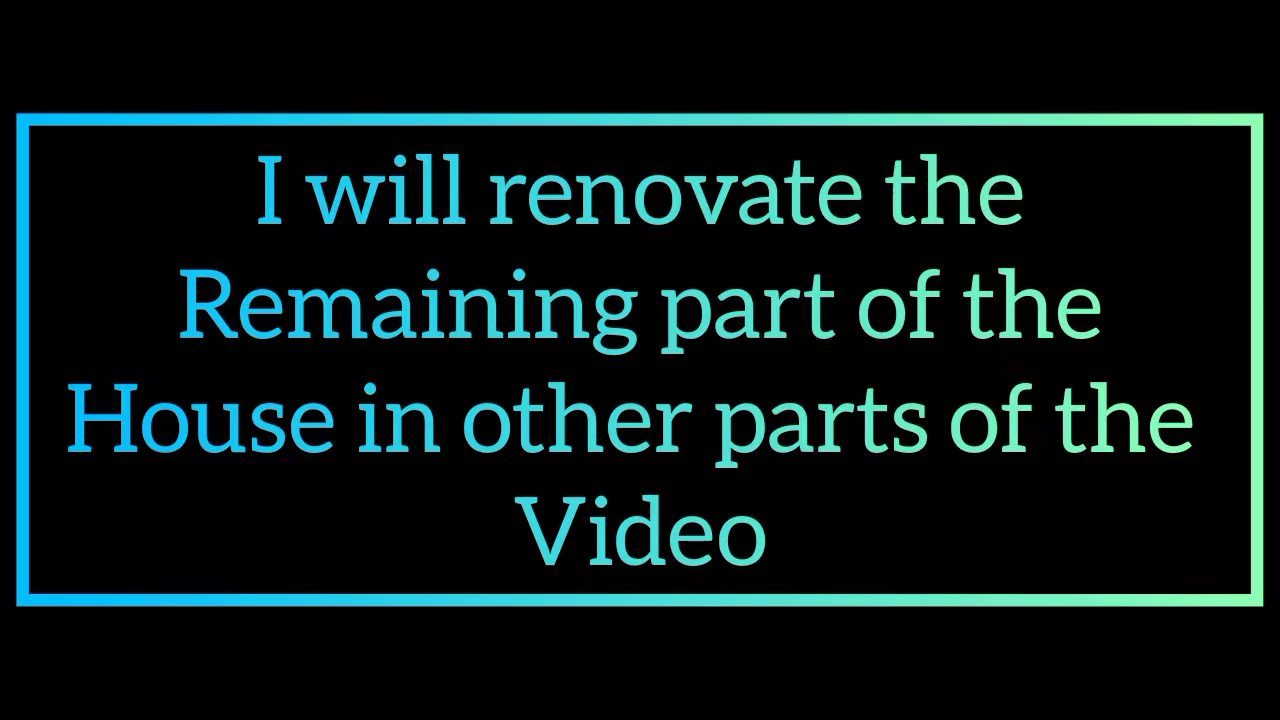 I will renovate the
Remaining part of the
House in other parts of the
Video